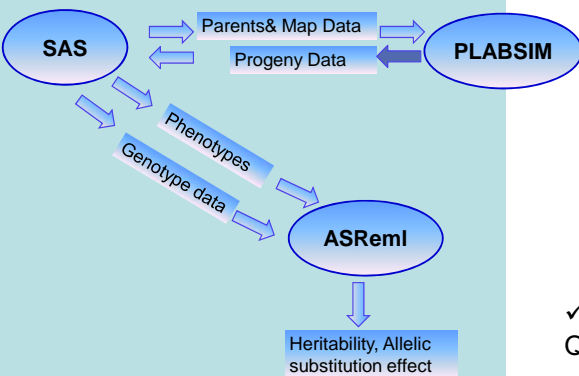 SAS
Parents& Map Data
Progeny Data
PLABSIM
Phenotypes
Genotype data
ASReml
Heritability, Allelic
substitution effect
✓
Q